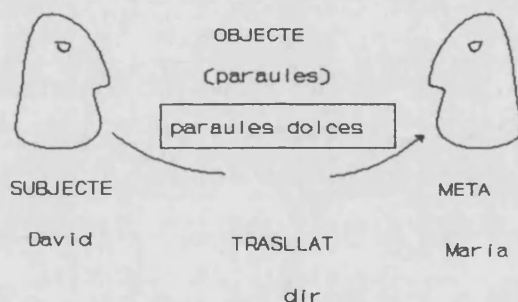 OBJECTE
(paraules)
paraules dolces
SUBJECTE META
David TRASLLAT Maria
dir